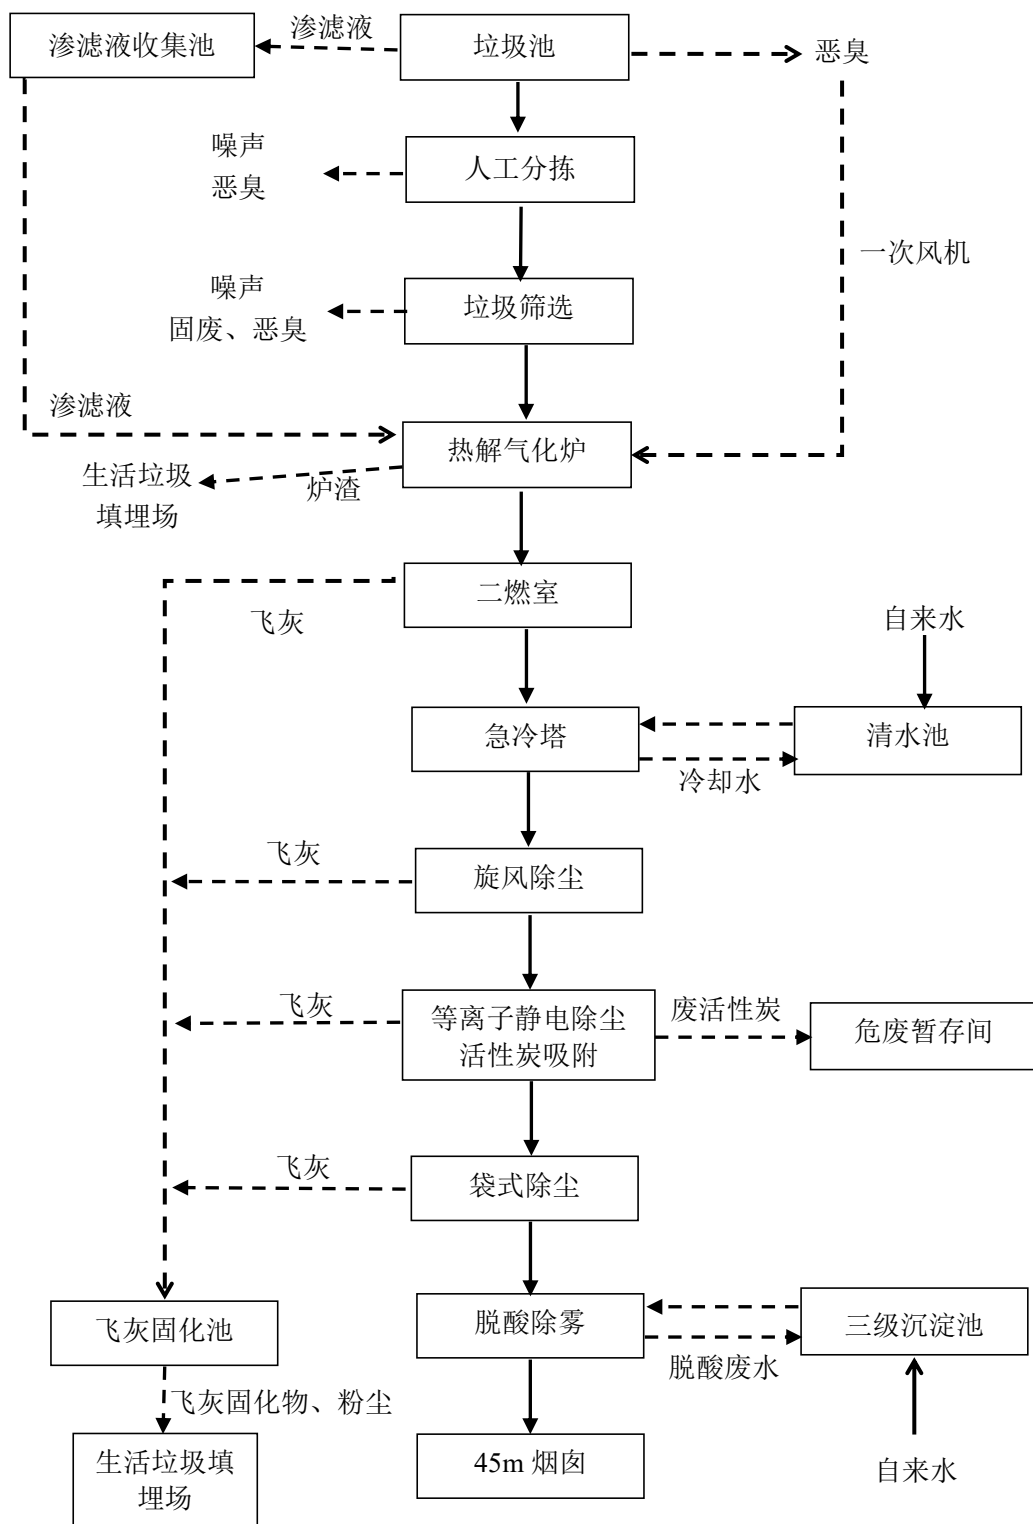 渗滤液收集池
渗滤液
垃圾池
恶臭
噪声
恶臭
人工分拣
一次风机
噪声
固废、恶臭
垃圾筛选
渗滤液
热解气化炉
生活垃圾
填埋场
炉渣
二燃室
飞灰
自来水
急冷塔
清水池
冷却水
飞灰
旋风除尘
飞灰
等离子静电除尘
活性炭吸附
废活性炭
危废暂存间
飞灰
袋式除尘
飞灰固化池
脱酸除雾
三级沉淀池
脱酸废水
飞灰固化物、粉尘
生活垃圾填
埋场
45m 烟囱
自来水